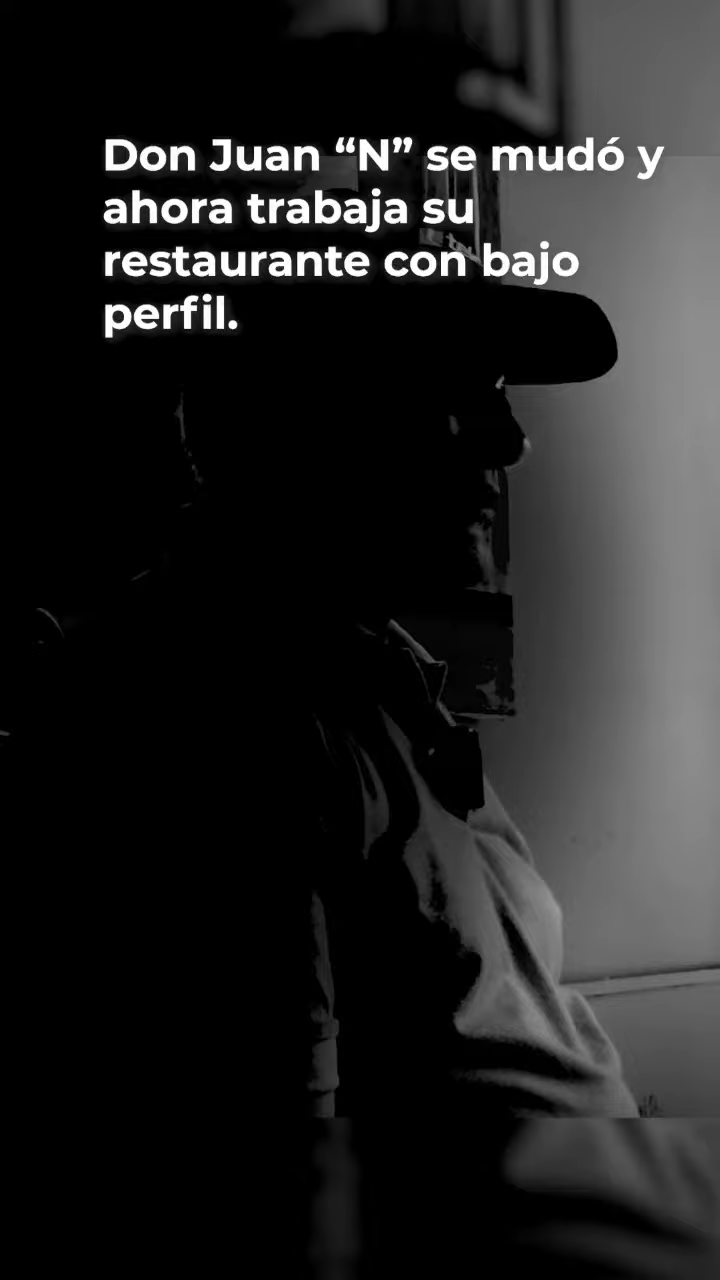 Don Juan “N” se mudó y
ahora trabaja su
restaurante con bajo
perfil.